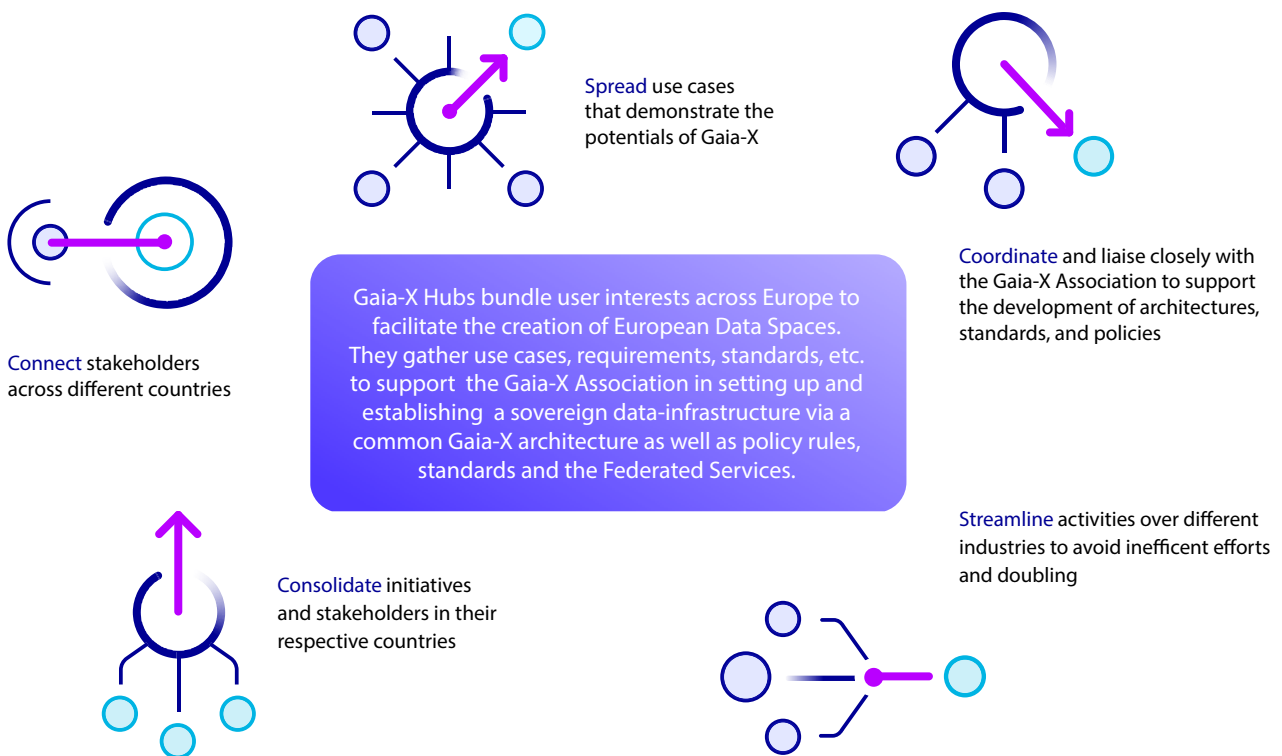 Spread use cases
that demonstrate the
potentials of Gaia-X
Coordinate and liaise closely with
the Gaia-X Association to support
the development of architectures,
standards, and policies
Connect stakeholders
across different countries
Gaia-X Hubs bundle user interests across Europe to
facilitate the creation of European Data Spaces.
They gather use cases, requirements, standards, etc.
to support the Gaia-X Association in setting up and
establishing a sovereign data-infrastructure via a
common Gaia-X architecture as well as policy rules,
standards and the Federated Services.
Consolidate initiatives
and stakeholders in their
respective countries
Streamline activities over different
industries to avoid inefficent efforts
and doubling